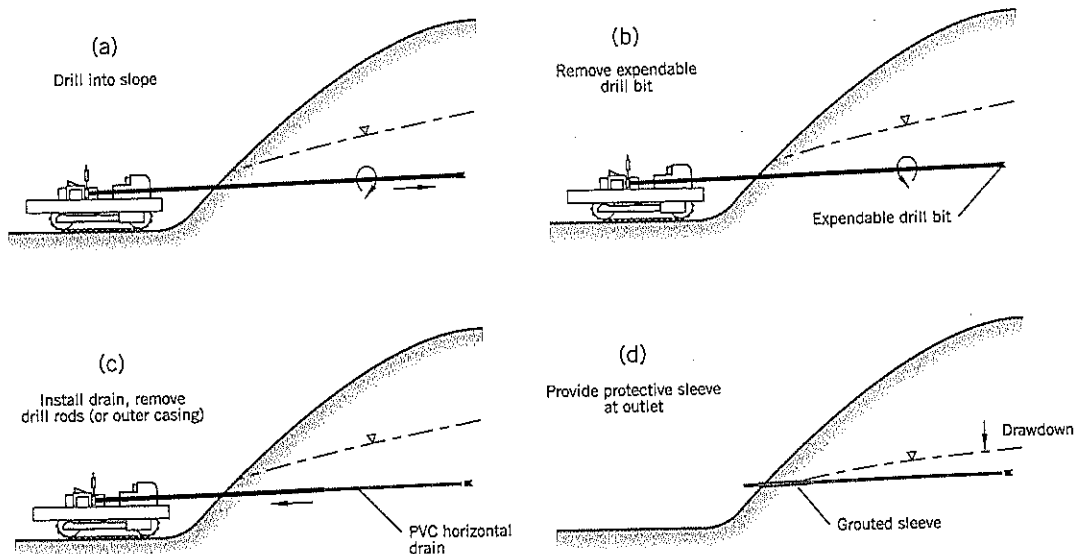 (a)
Drill into slope
(b)
Remove expendable
drill bit
Expendable drill bit
(c)
Install drain, remove
drill rods (or outer casing)
PVC horizontal
drain
(d)
Provide protective sleeve
at outlet
Drawdown
Grouted sleeve